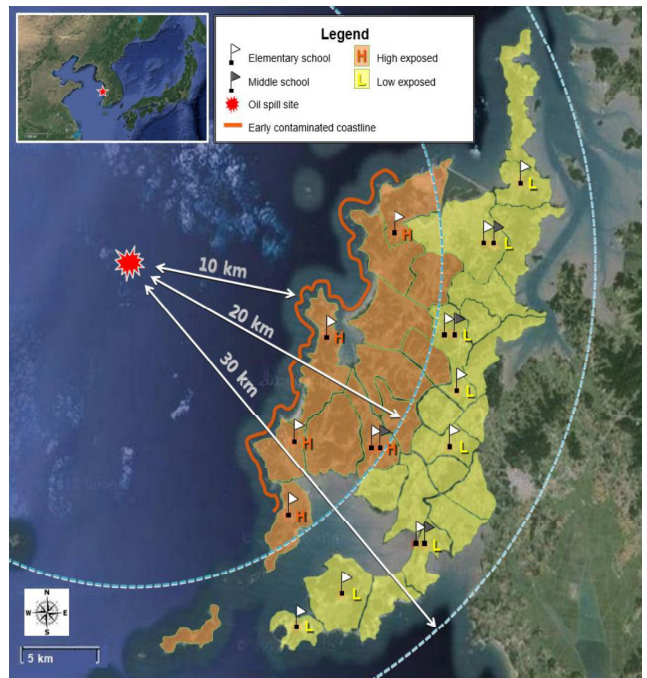 Legend
Elementary school
Middle school
Oil spill site
Early contaminated coastline
H High exposed
L Low exposed
L
H
L
10 km
20 km
H
L
30 km
L
H
H
L
H
L
L
L
N
W E
S
5 km